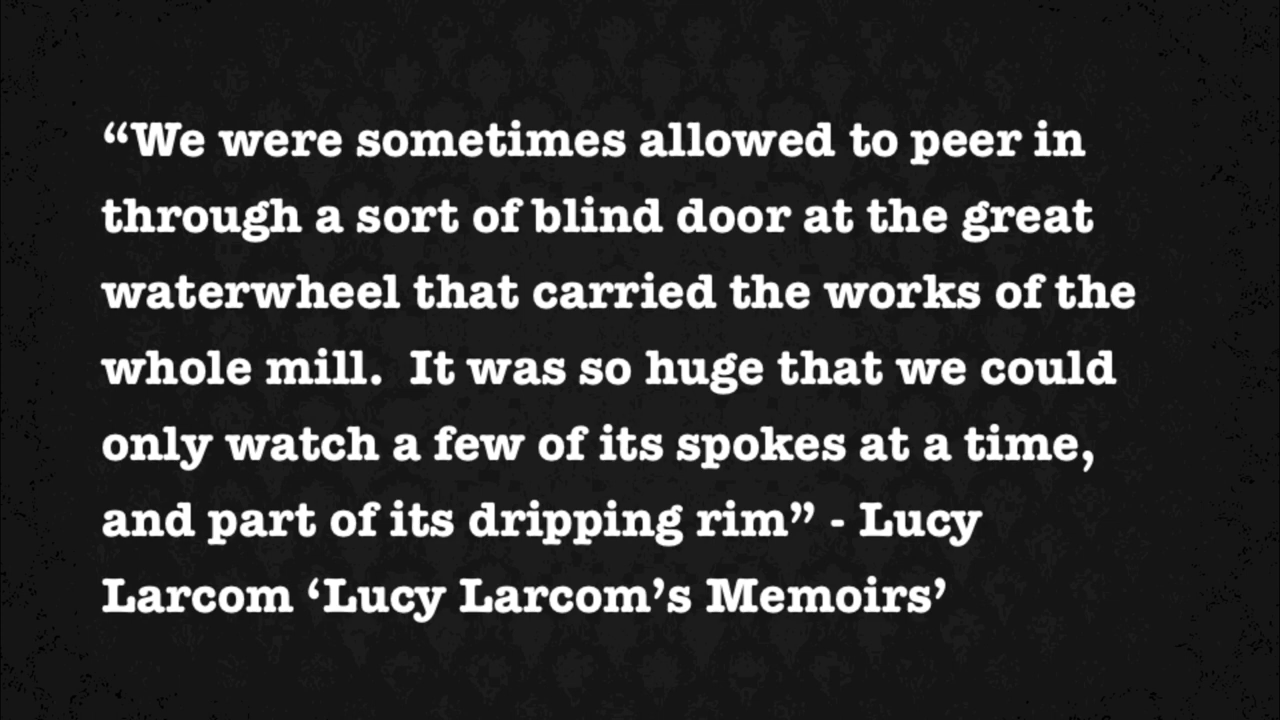 “We were sometimes allowed to peer in
through a sort of blind door at the great
waterwheel that carried the works of the
whole mill.  It was so huge that we could
only watch a few of its spokes at a time,
and part of its dripping rim” - Lucy
Larcom ‘Lucy Larcom’s Memoirs’